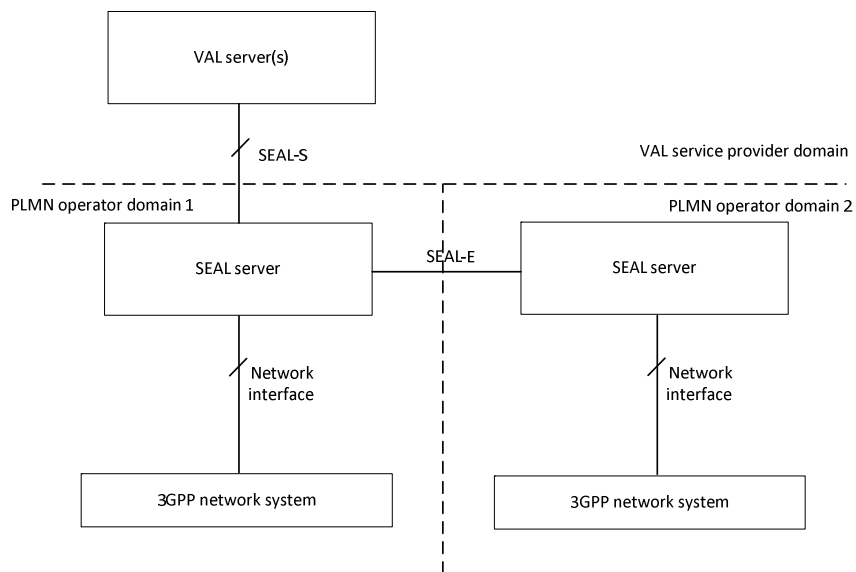 VAL server(s)
SEAL-S
VAL service provider domain
PLMN operator domain 1
PLMN operator domain 2
SEAL server
SEAL-E
SEAL server
Network
interface
Network
interface
3GPP network system
3GPP network system